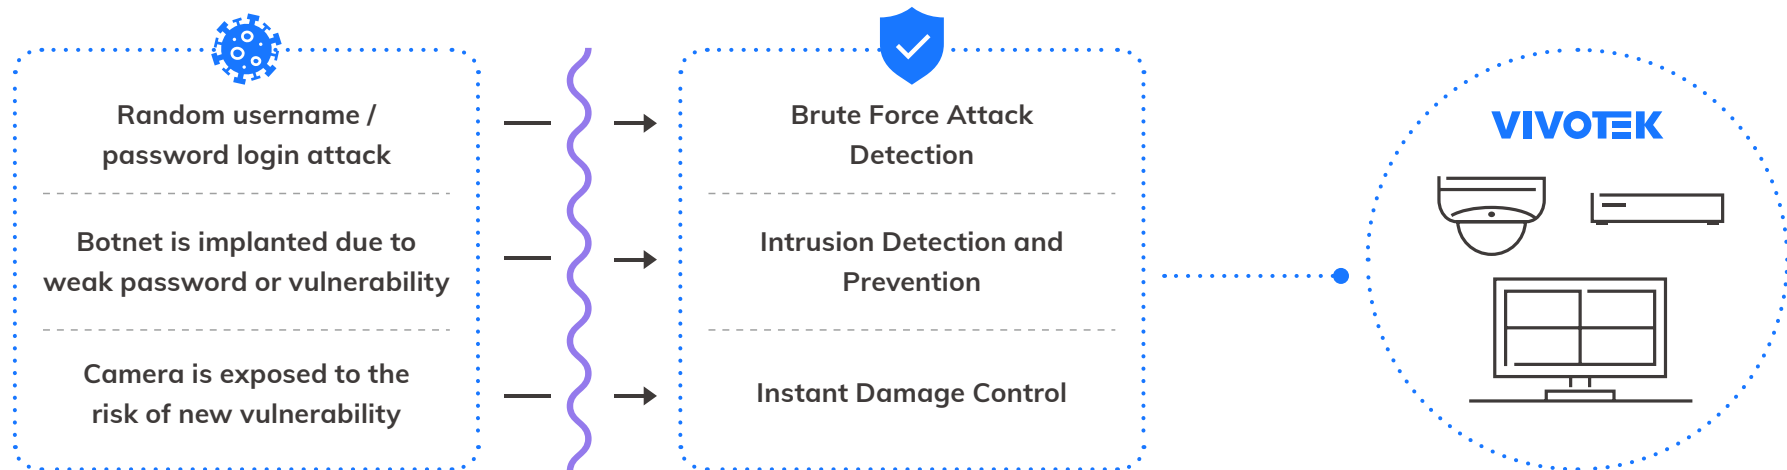 Random username /
password login attack
Botnet is implanted due to
weak password or vulnerability
Camera is exposed to the
risk of new vulnerability
Brute Force Attack
Detection
Intrusion Detection and
Prevention
Instant Damage Control
VIVOTEK